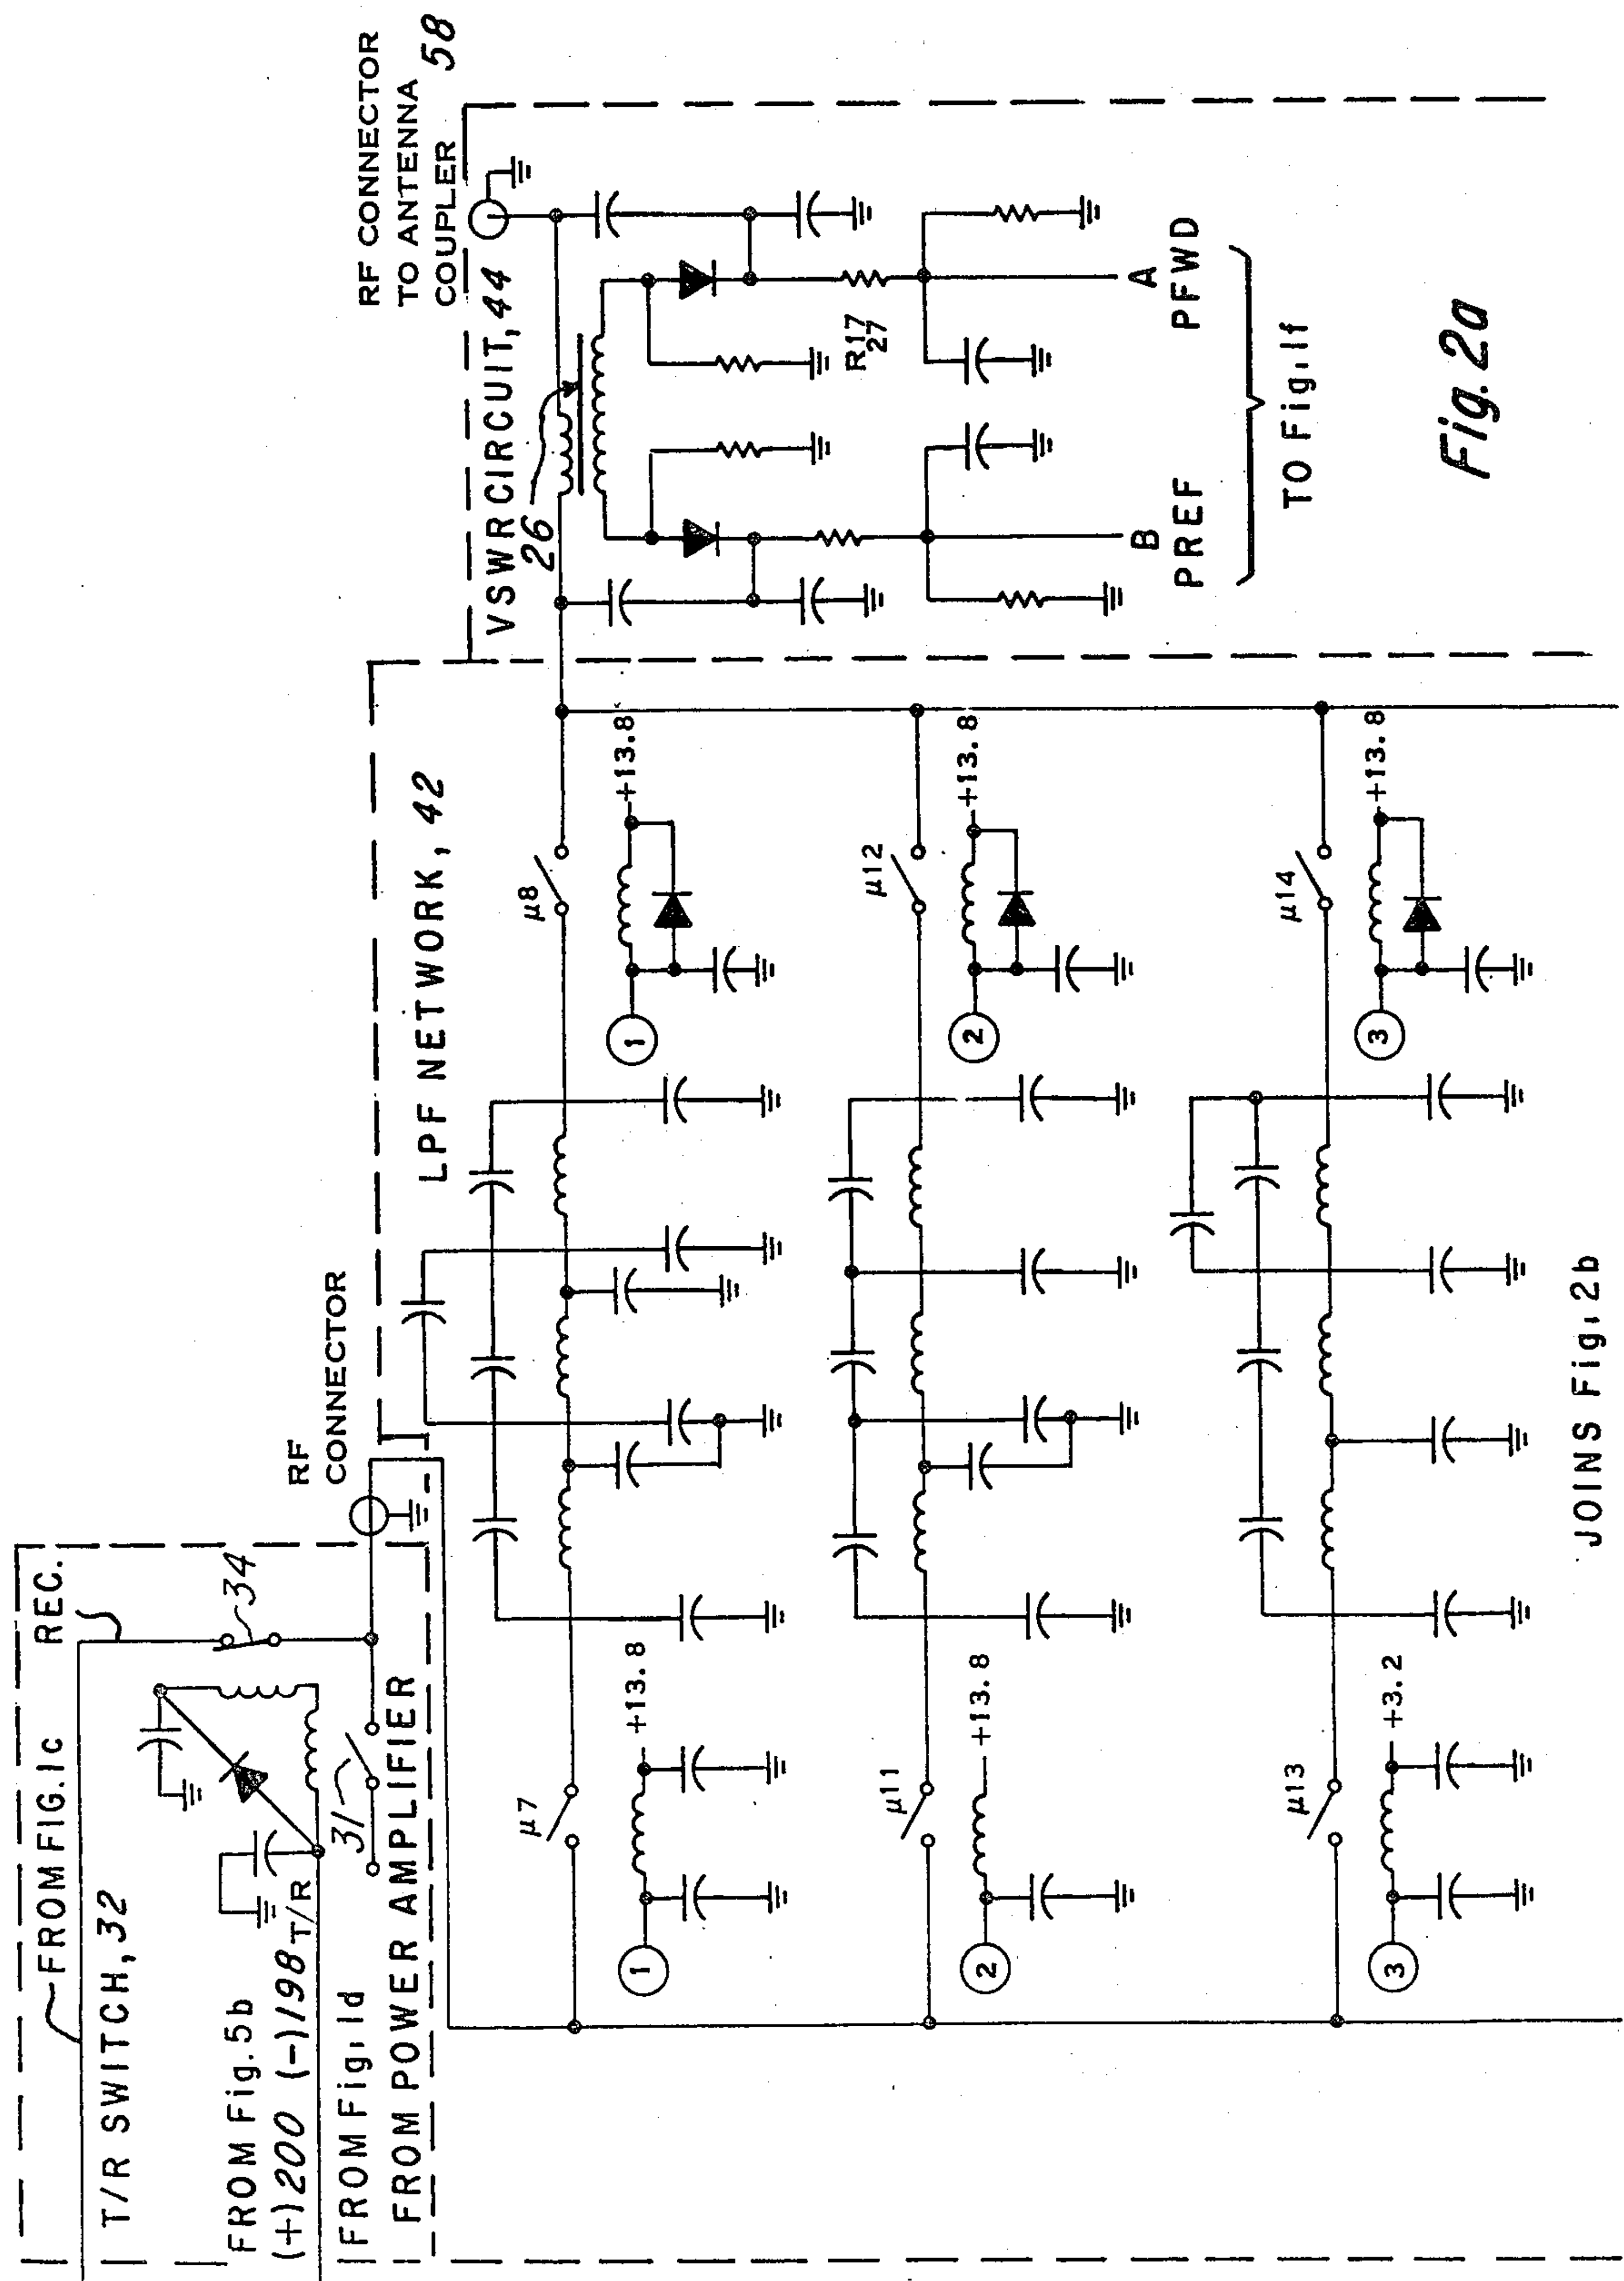 FROM FIG.1c REC.
T/R SWITCH, 32
34
FROM Fig.5b
(+)200 (-)198 T/R
31
FROM Fig.1d
FROM POWER AMPLIFIER
RF
CONNECTOR
LPF NETWORK, 42
RF CONNECTOR
TO ANTENNA
COUPLER 58
VSWR CIRCUIT, 44
26
μ7
μ8
1
+13.8
1
+13.8
R17
27
μ11
μ12
2
+13.8
2
+13.8
B
PREF
A
PFWD
TO Fig.1f
μ13
μ14
3
+3.2
3
+13.8
JOINS Fig.2b
Fig.2a